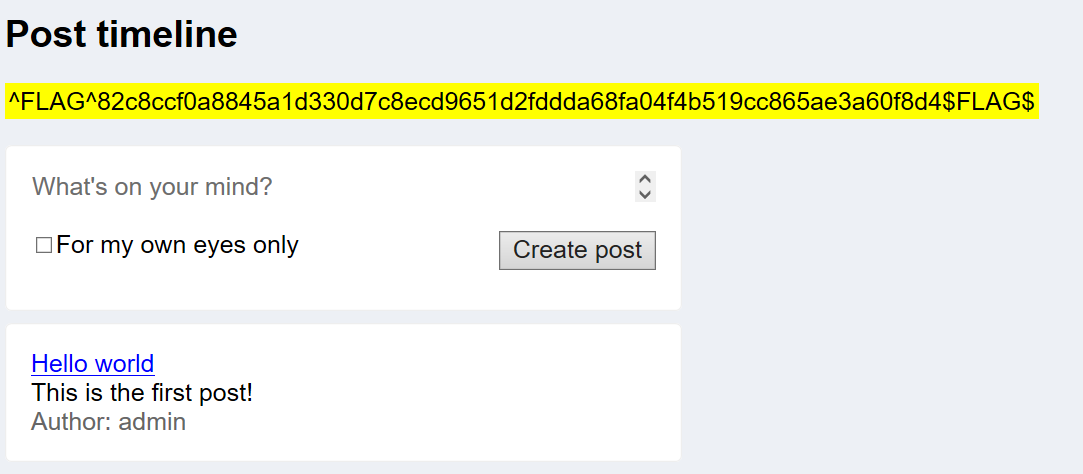 Post timeline
^FLAG^82c8ccf0a8845a1d330d7c8ecd9651d2fddda68fa04f4b519cc865ae3a60f8d4$FLAG$
What's on your mind?
For my own eyes only
Create post
Hello world
This is the first post!
Author: admin